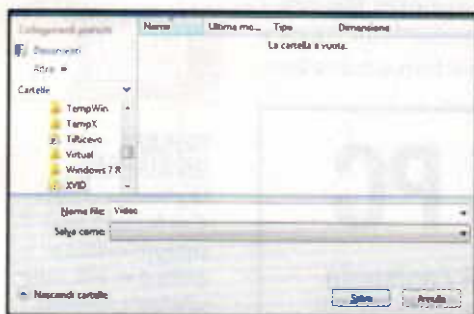 Collegamenti preferiti
Documenti
Altro »
Cartelle
TempWin
TempX
TiRicevo
Virtual
Windows 7 R
XVID
Nome
Ultima mo...
Tipo
Dimensione
La cartella è vuota.
Nome file: Video
Salva come:
Nascondi cartelle
Salva
Annulla